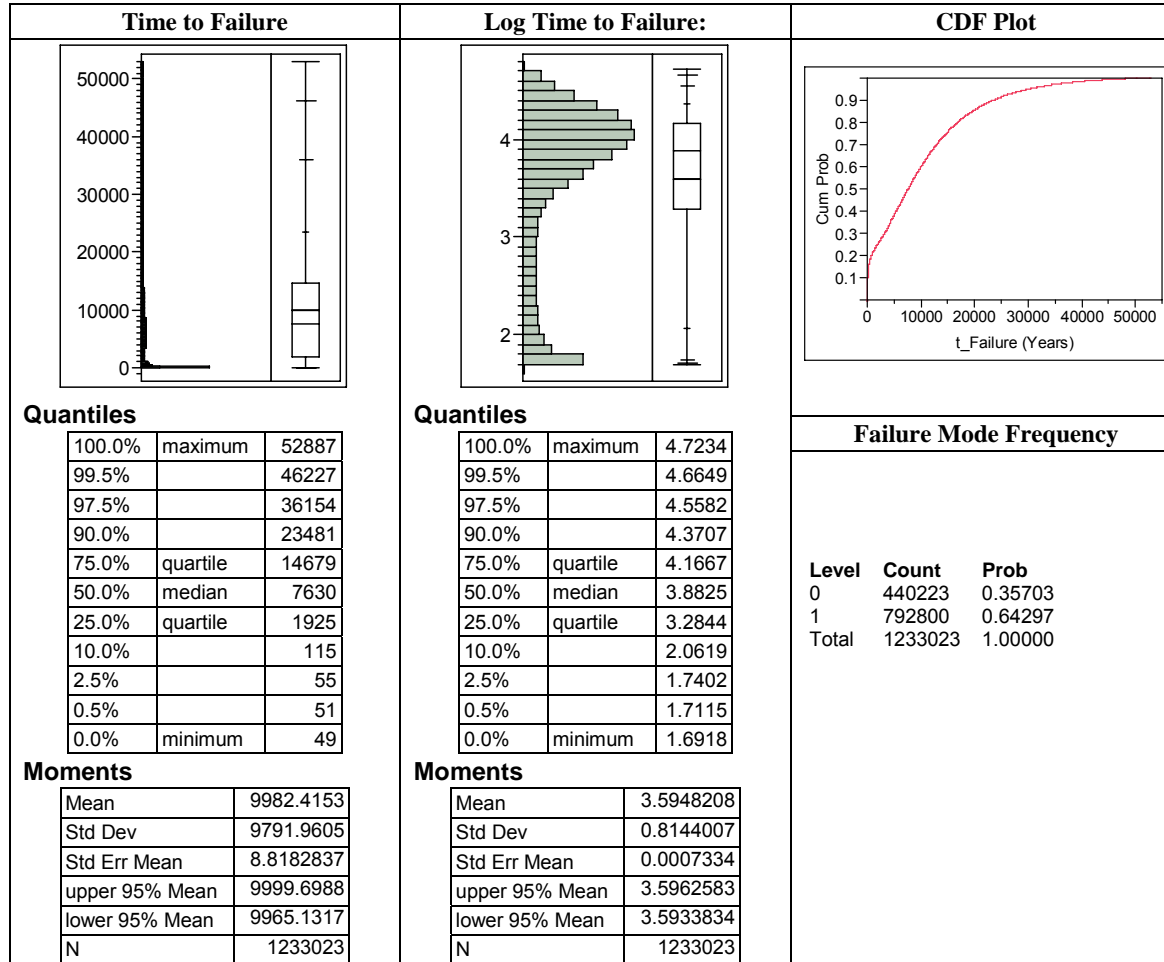 Time to Failure
Log Time to Failure:
CDF Plot
50000
40000
30000
20000
10000
0
4
3
2
0.9
0.8
0.7
0.6
0.5
0.4
0.3
0.2
0.1
Cum Prob
0 10000 20000 30000 40000 50000
t_Failure (Years)
Quantiles
100.0% maximum 52887
99.5% 46227
97.5% 36154
90.0% 23481
75.0% quartile 14679
50.0% median 7630
25.0% quartile 1925
10.0% 115
2.5% 55
0.5% 51
0.0% minimum 49
Moments
Mean 9982.4153
Std Dev 9791.9605
Std Err Mean 8.8182837
upper 95% Mean 9999.6988
lower 95% Mean 9965.1317
N 1233023
Quantiles
100.0% maximum 4.7234
99.5% 4.6649
97.5% 4.5582
90.0% 4.3707
75.0% quartile 4.1667
50.0% median 3.8825
25.0% quartile 3.2844
10.0% 2.0619
2.5% 1.7402
0.5% 1.7115
0.0% minimum 1.6918
Moments
Mean 3.5948208
Std Dev 0.8144007
Std Err Mean 0.0007334
upper 95% Mean 3.5962583
lower 95% Mean 3.5933834
N 1233023
Failure Mode Frequency
Level Count Prob
0 440223 0.35703
1 792800 0.64297
Total 1233023 1.00000